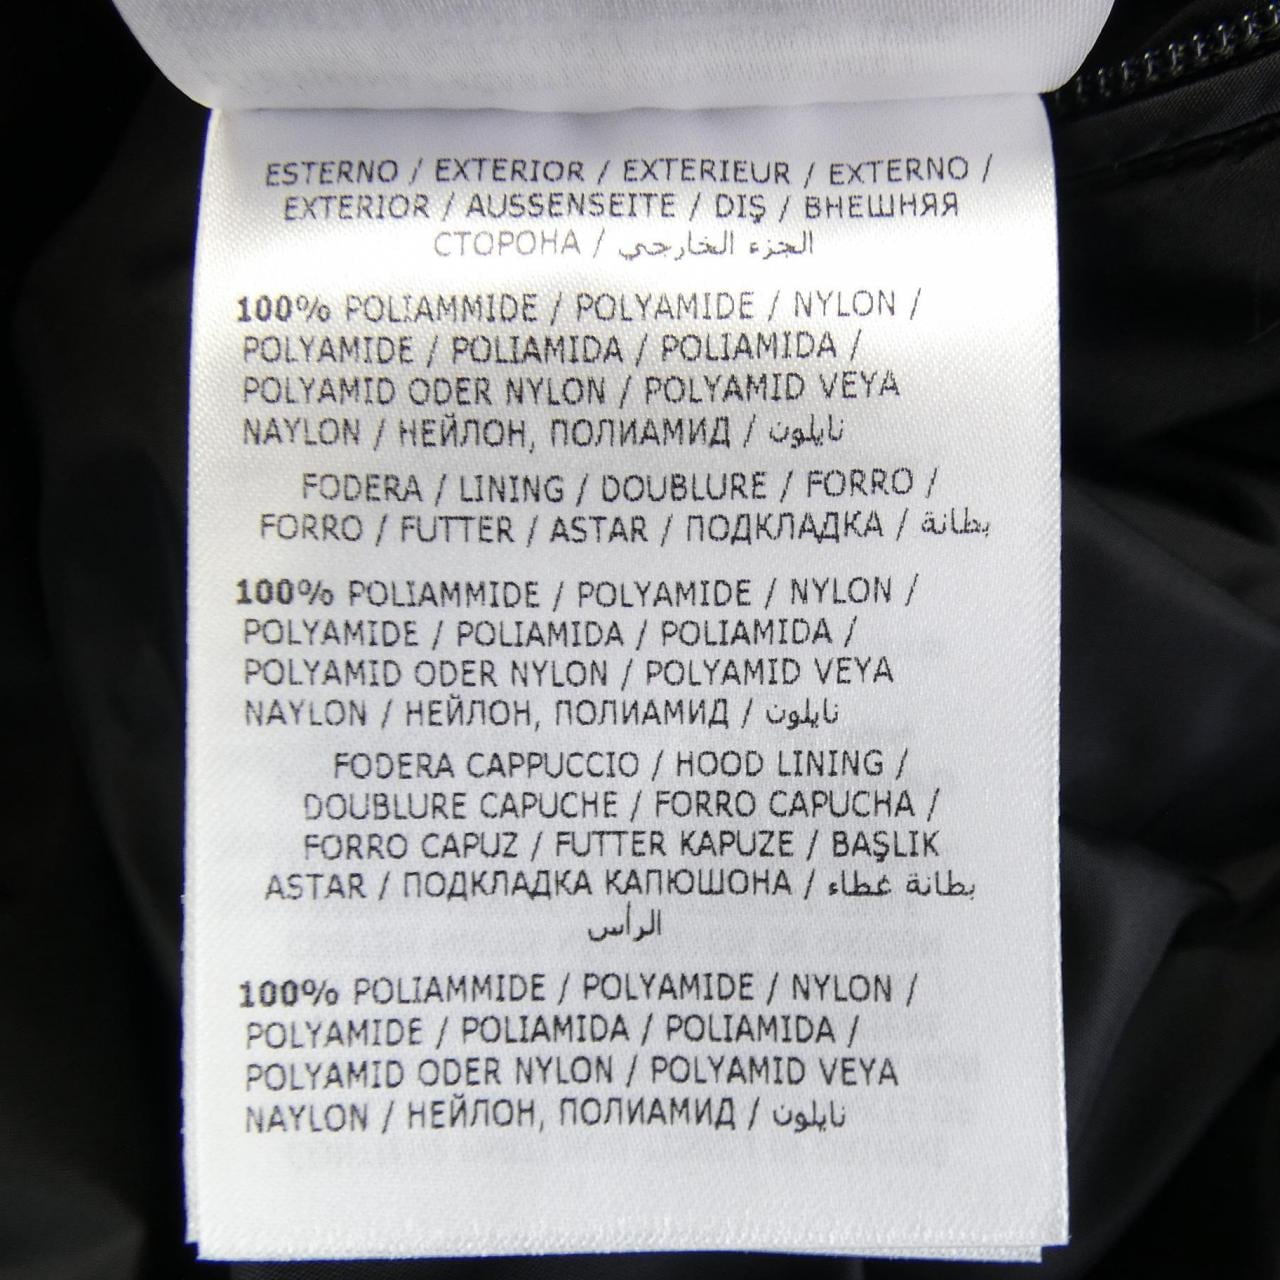 ESTERNO / EXTERIOR / EXTERIEUR / EXTERNO /
EXTERIOR / AUSSENSEITE / DIŞ / ВНЕШНЯЯ
СТОРОНА / الجزء الخارجي
100% POLIAMMIDE / POLYAMIDE / NYLON /
POLYAMIDE / POLIAMIDA / POLIAMIDA /
POLYAMID ODER NYLON / POLYAMID VEYA
NAYLON / НЕЙЛОН, ПОЛИАМИД / نايلون
FODERA / LINING / DOUBLURE / FORRO /
FORRO / FUTTER / ASTAR / ПОДКЛАДКА / بطانة
100% POLIAMMIDE / POLYAMIDE / NYLON /
POLYAMIDE / POLIAMIDA / POLIAMIDA /
POLYAMID ODER NYLON / POLYAMID VEYA
NAYLON / НЕЙЛОН, ПОЛИАМИД / نايلون
FODERA CAPPUCCIO / HOOD LINING /
DOUBLURE CAPUCHE / FORRO CAPUCHA /
FORRO CAPUZ / FUTTER KAPUZE / BAŞLIK
ASTAR / ПОДКЛАДКА КАПЮШОНА / بطانة غطاء
الرأس
100% POLIAMMIDE / POLYAMIDE / NYLON /
POLYAMIDE / POLIAMIDA / POLIAMIDA /
POLYAMID ODER NYLON / POLYAMID VEYA
NAYLON / НЕЙЛОН, ПОЛИАМИД / نايلون